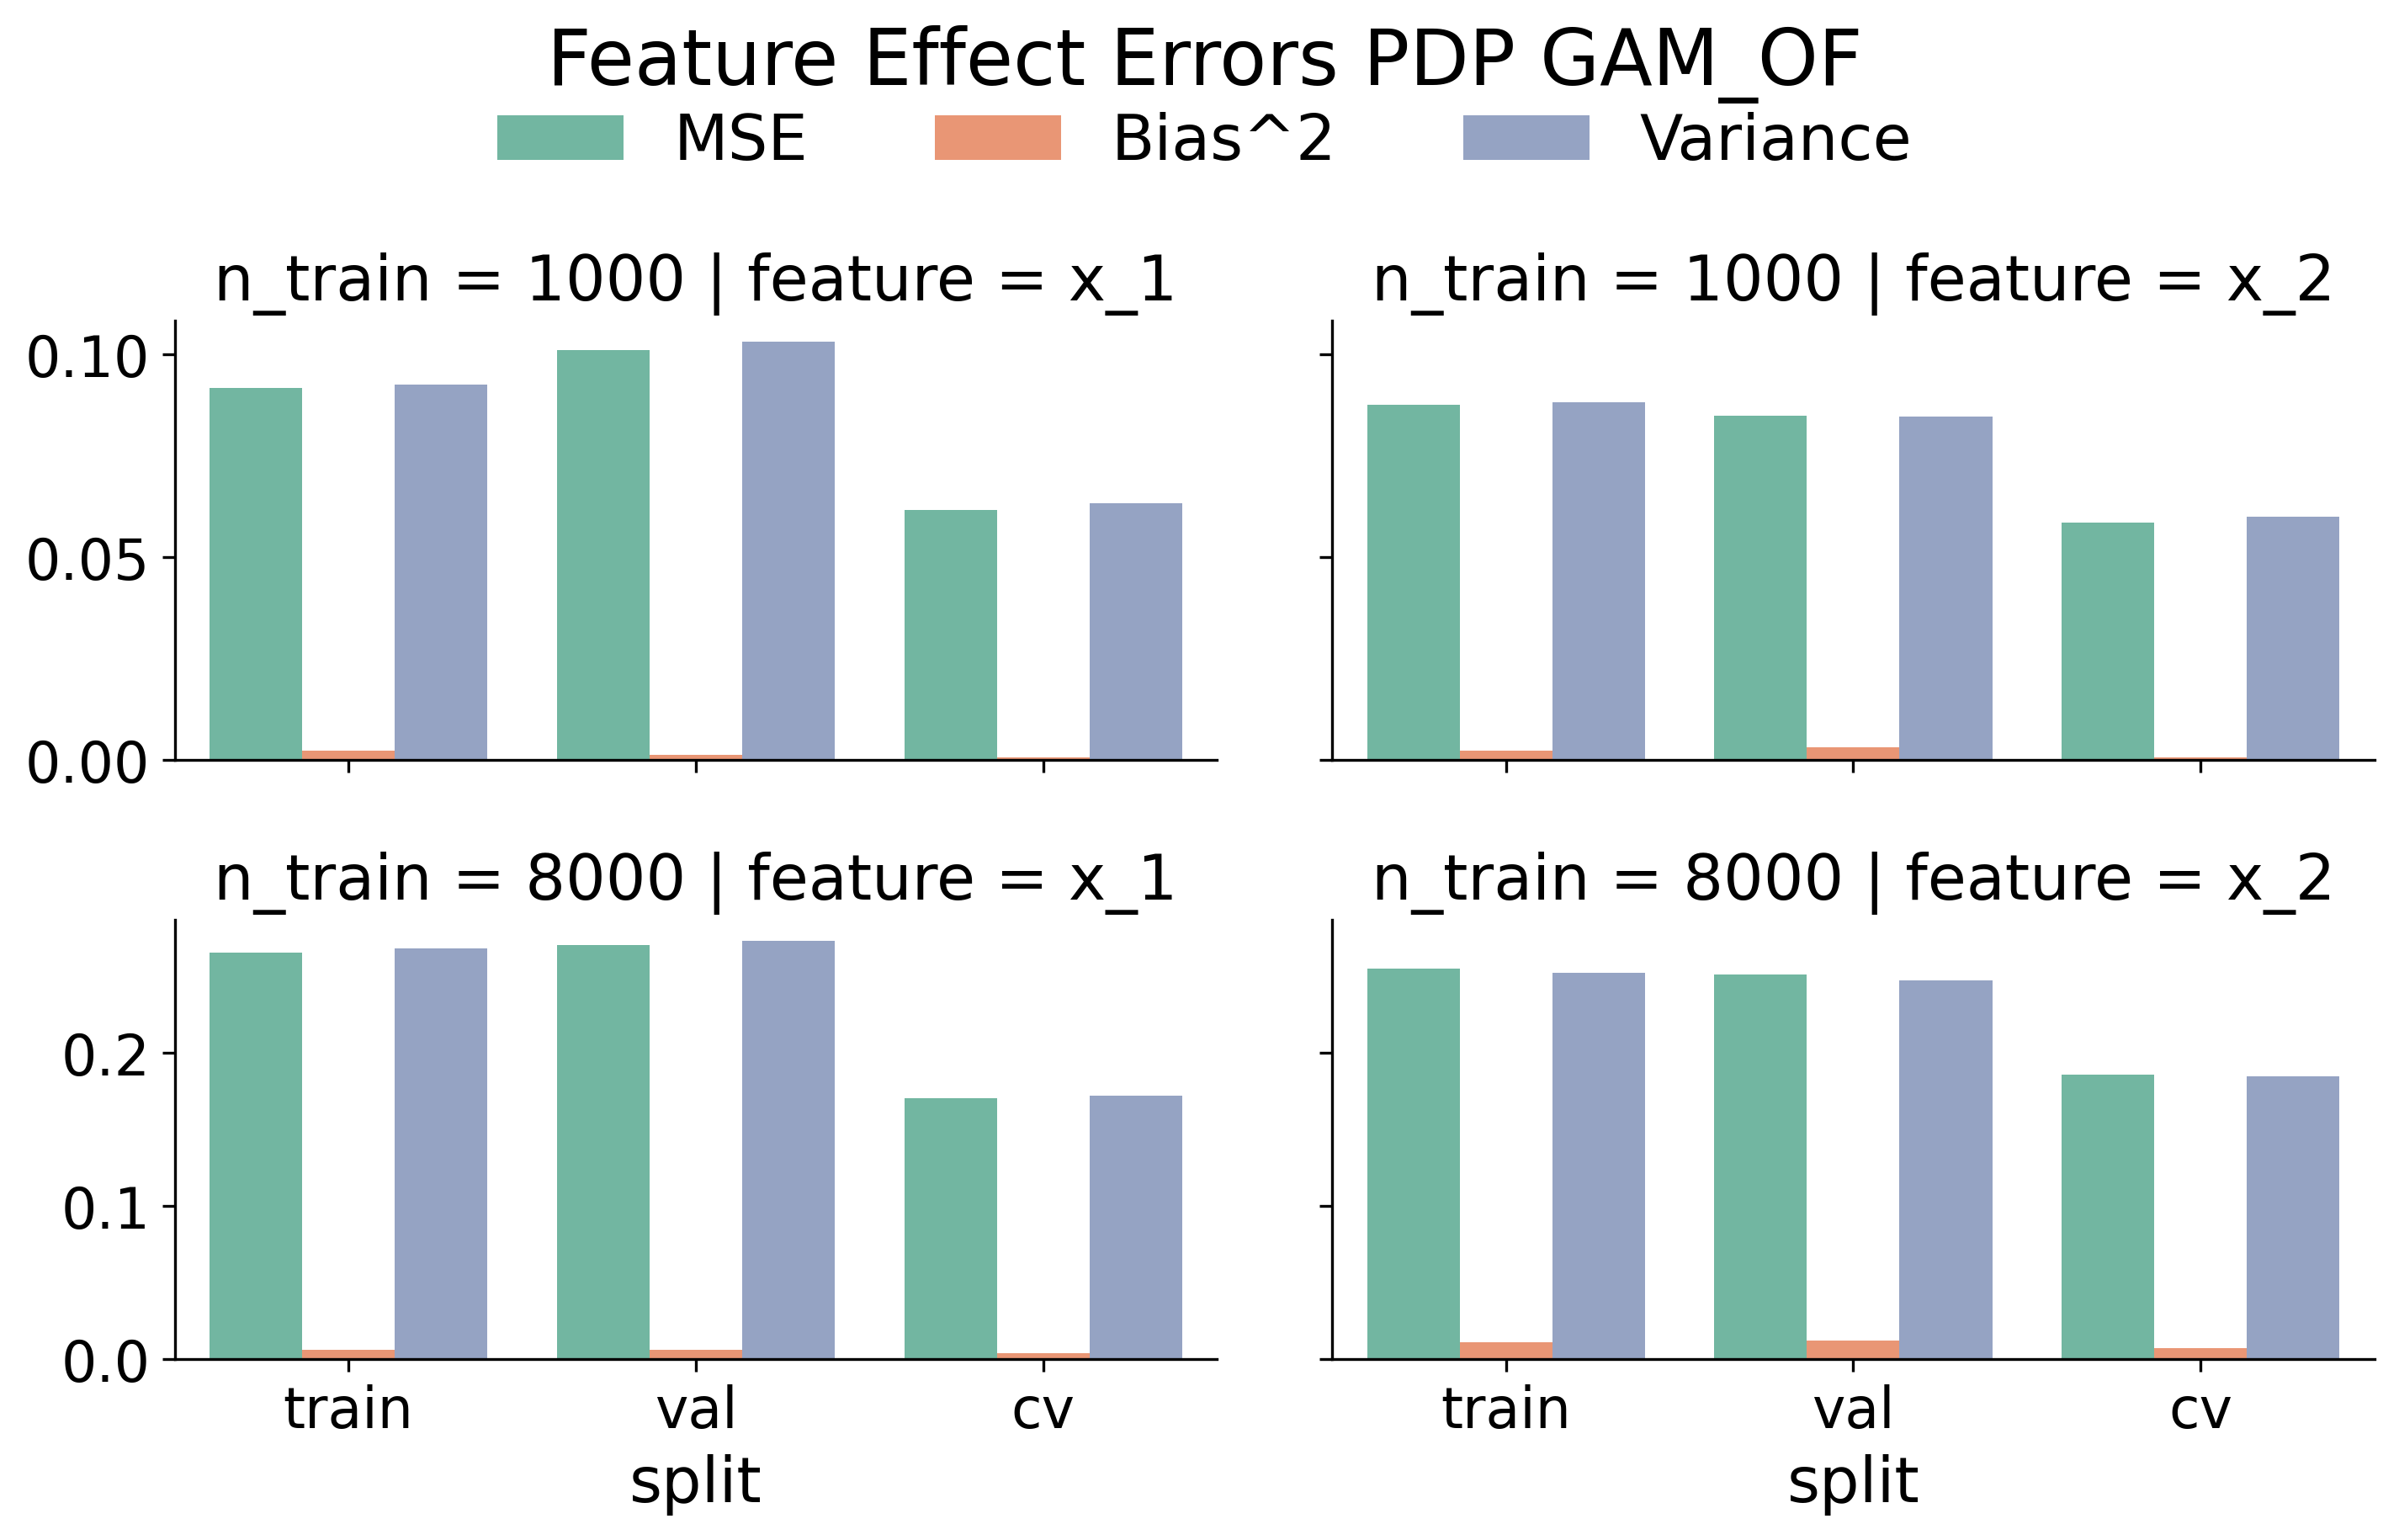 Feature Effect Errors PDP GAM_OF
MSE Bias^2 Variance
n_train = 1000 | feature = x_1
n_train = 1000 | feature = x_2
0.10
0.05
0.00
n_train = 8000 | feature = x_1
n_train = 8000 | feature = x_2
0.2
0.1
0.0
train val cv
train val cv
split
split